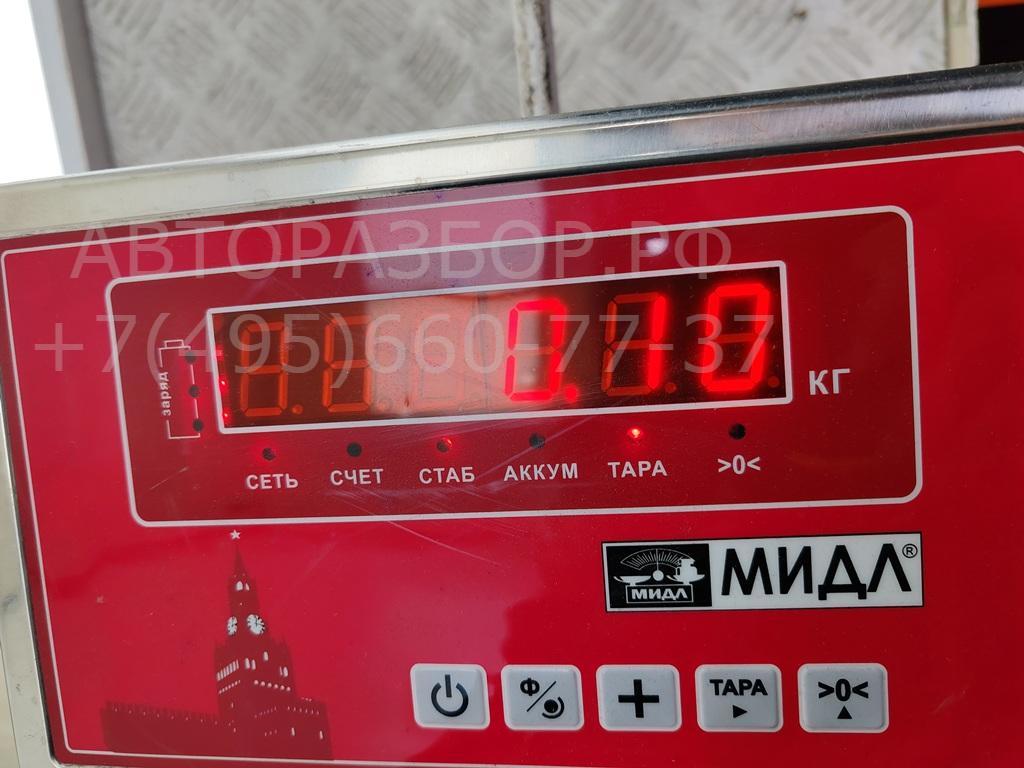 АВТОРАЗБОР.РФ
+7(495)660-77-37
заряд
0.10
КГ
СЕТЬ СЧЕТ СТАБ АККУМ ТАРА >0<
МИДЛ МИДЛ®
Ф ТАРА >0<